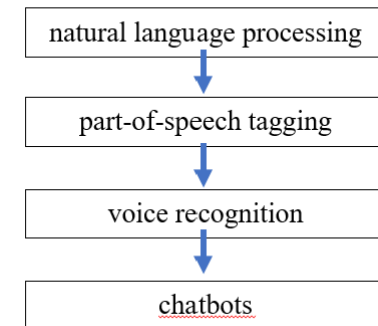 natural language processing
part-of-speech tagging
voice recognition
chatbots